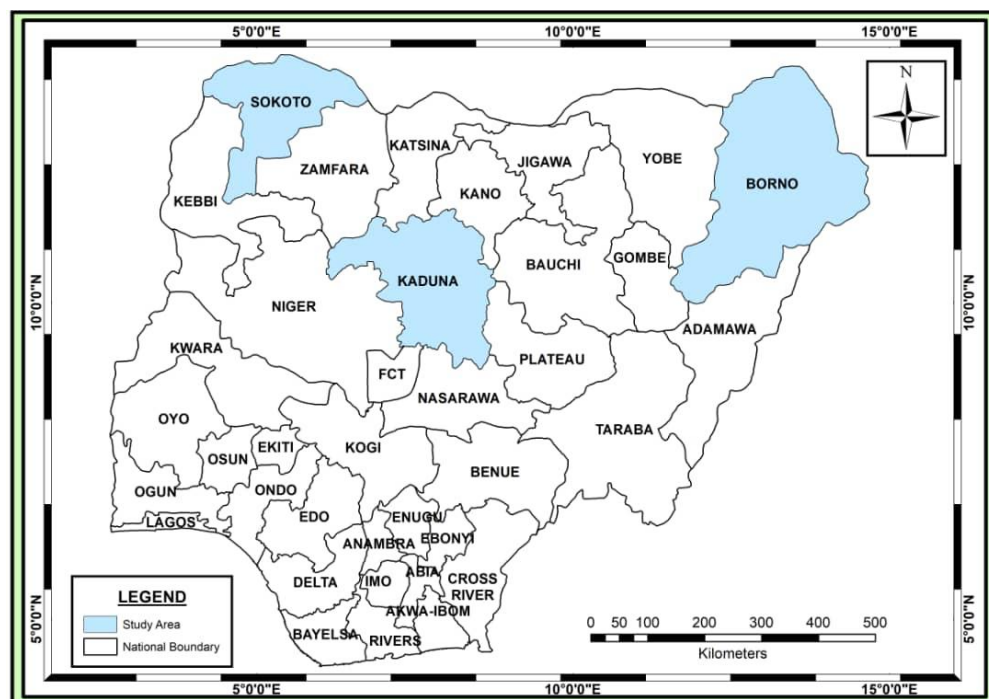 5°0'0"E 10°0'0"E 15°0'0"E
N
SOKOTO
KATSINA
ZAMFARA
JIGAWA
YOBE
BORNO
KANO
KEBBI
KADUNA
BAUCHI
GOMBE
NIGER
10°0'0"N
10°0'0"N
ADAMAWA
KWARA
FCT
PLATEAU
NASARAWA
OYO
TARABA
OSUN
EKITI
KOGI
BENUE
OGUN
ONDO
LAGOS
EDO
ENUGU
ANAMBRA
EBONYI
DELTA
IMO
ABIA
CROSS
RIVER
AKWA-IBOM
BAYELSA
RIVERS
5°0'0"N
5°0'0"N
LEGEND
Study Area
National Boundary
0 50 100 200 300 400 500
Kilometers
5°0'0"E 10°0'0"E 15°0'0"E